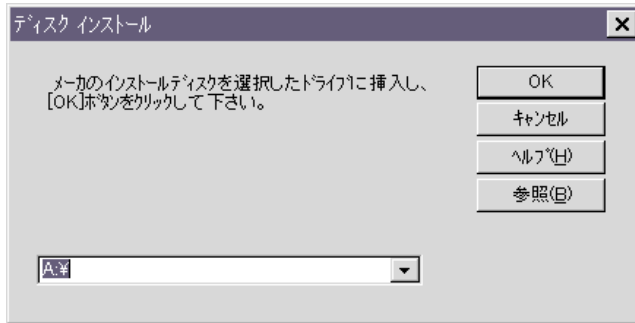 ディスク インストール
メーカのインストールディスクを選択したドライブに挿入し、
[OK]ボタンをクリックして下さい。
OK
キャンセル
ヘルプ(H)
参照(B)
A:¥